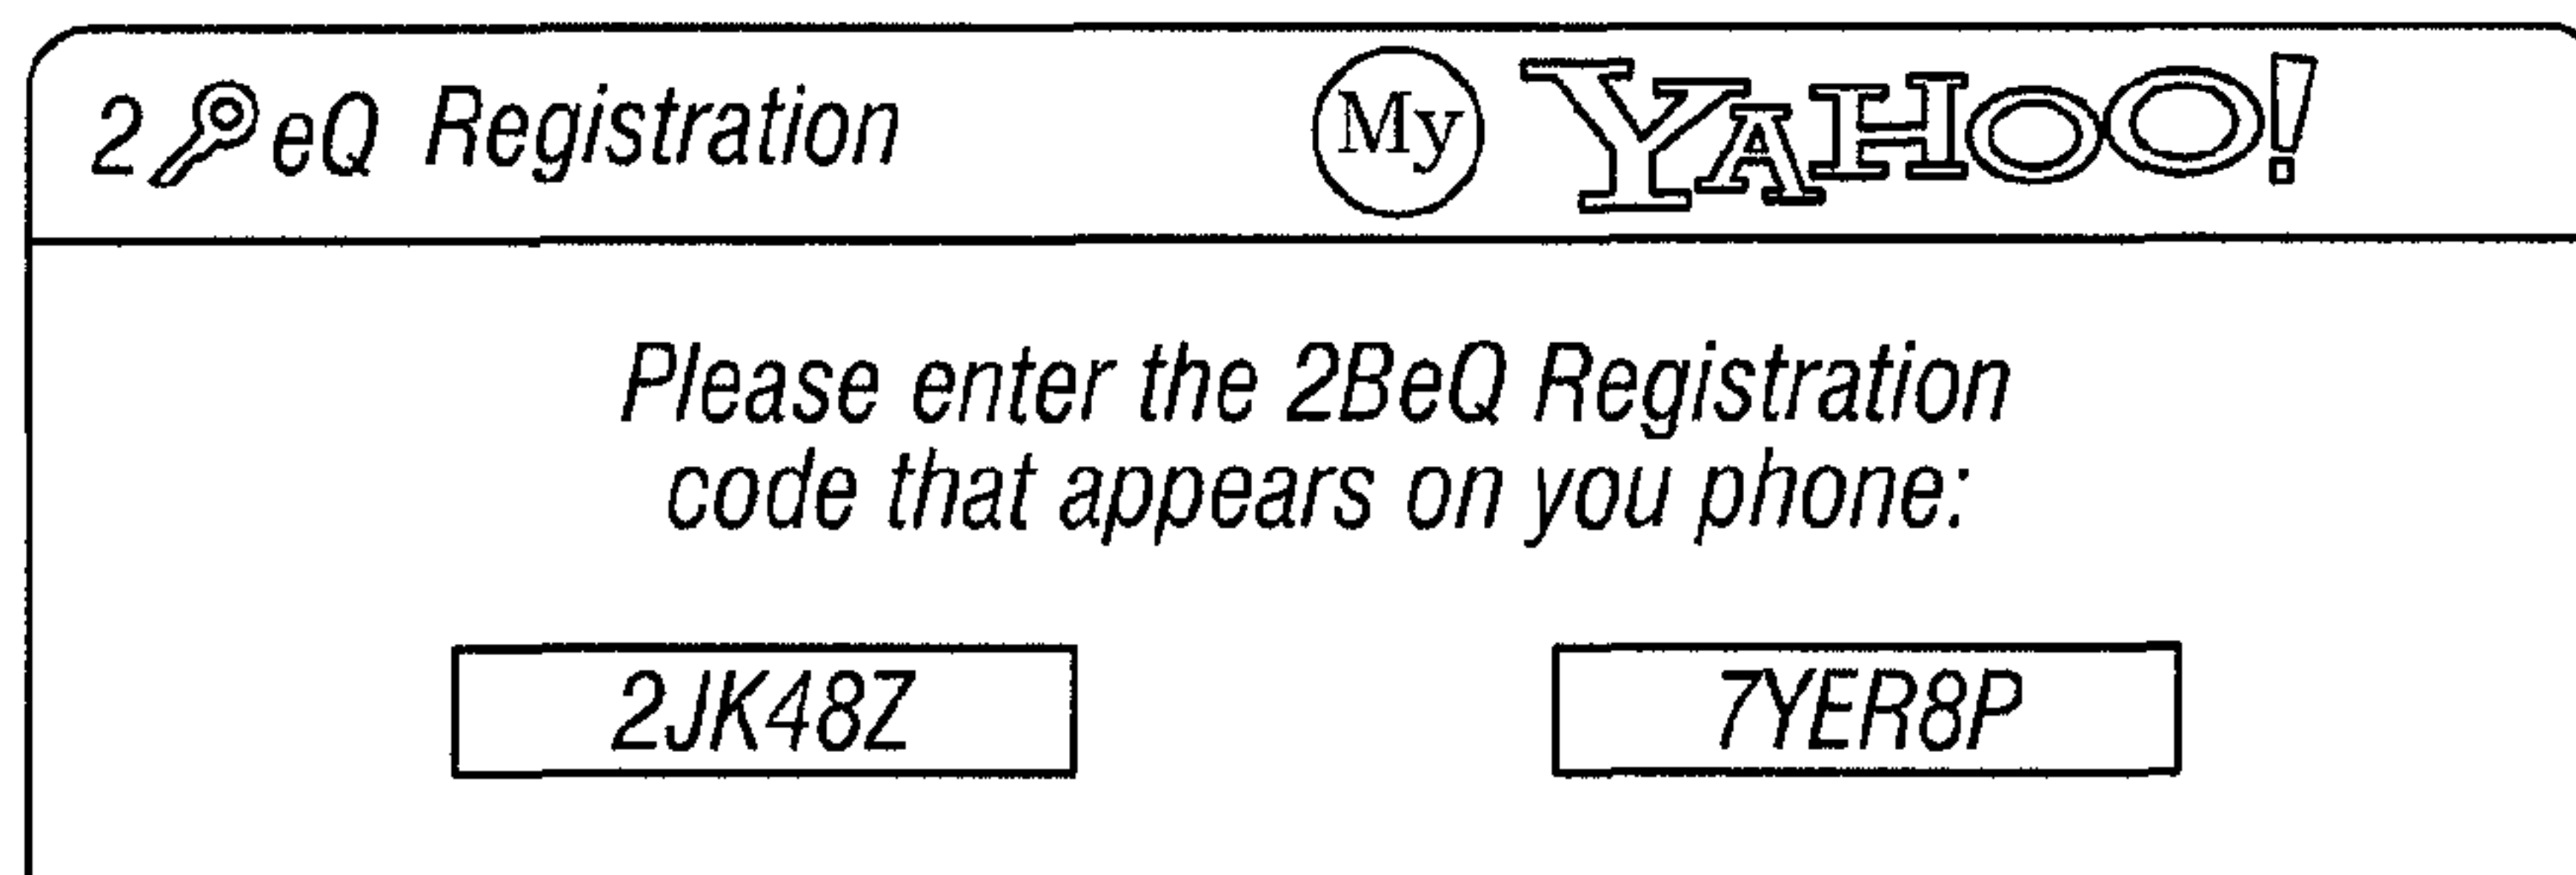 2 eQ Registration My YAHOO!
Please enter the 2BeQ Registration
code that appears on you phone:
2JK48Z 7YER8P